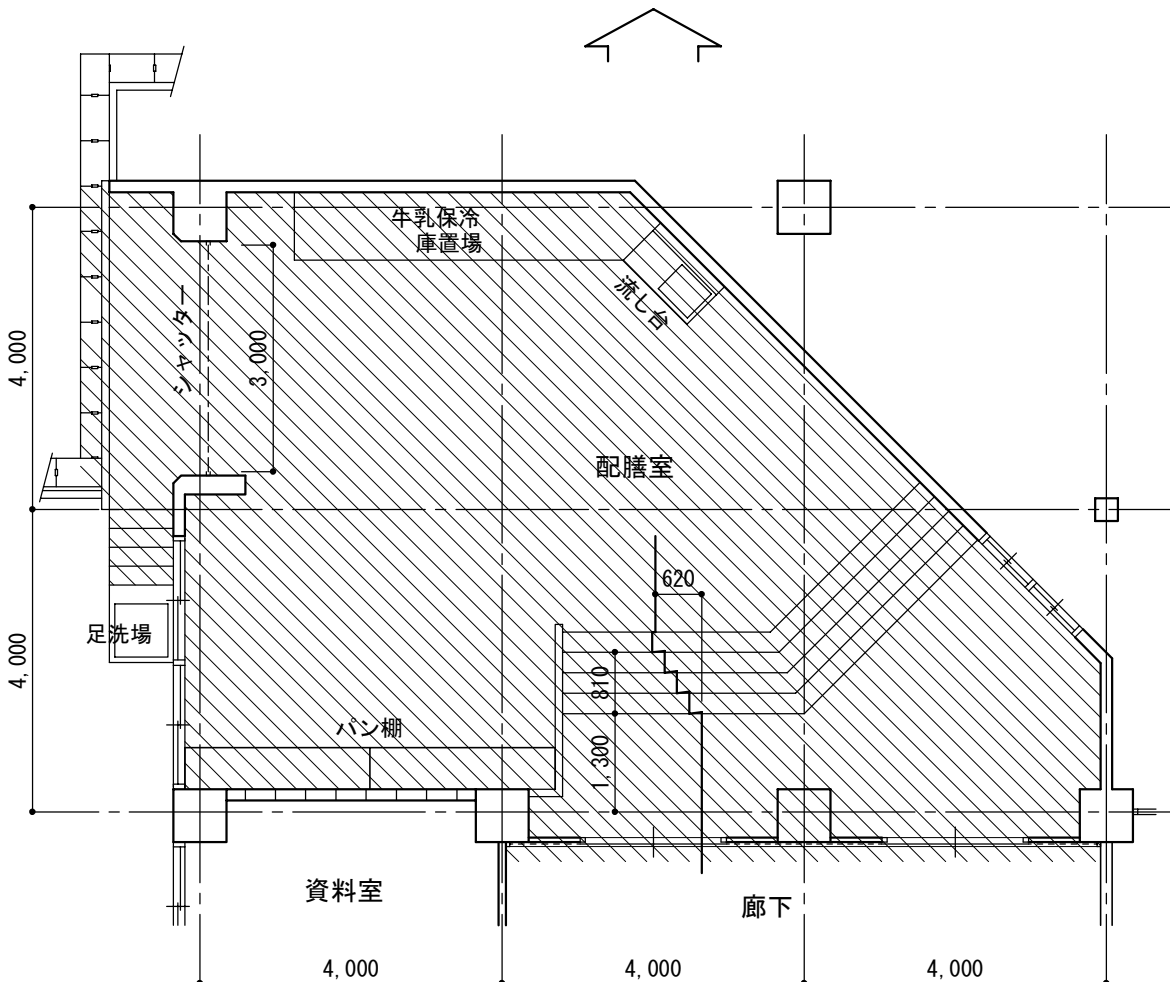 牛乳保冷
庫置場
流し台
シャッター
3,000
4,000
配膳室
620
足洗場
4,000
810
パン棚
1,300
資料室
廊下
4,000
4,000
4,000